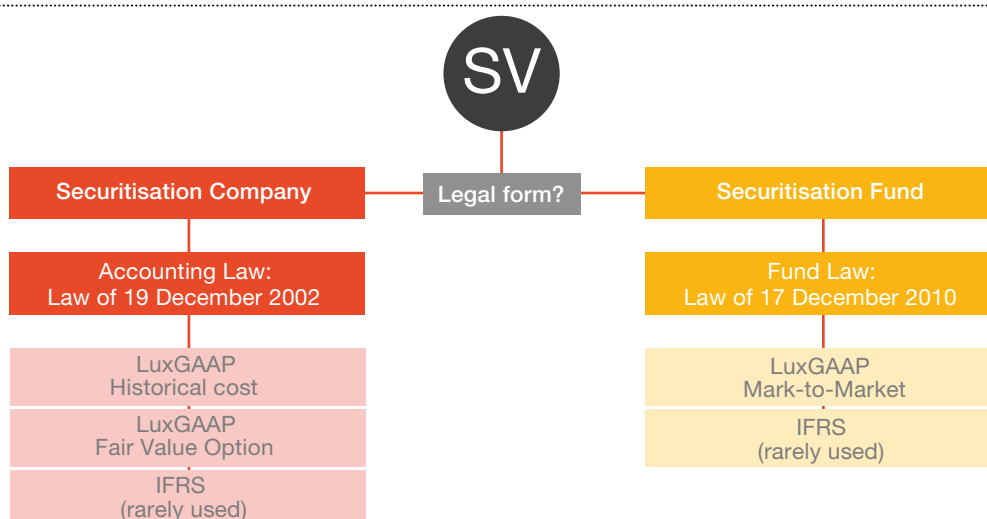 SV
Legal form?
Securitisation Company
Accounting Law:
Law of 19 December 2002
LuxGAAP
Historical cost
LuxGAAP
Fair Value Option
IFRS
(rarely used)
Securitisation Fund
Fund Law:
Law of 17 December 2010
LuxGAAP
Mark-to-Market
IFRS
(rarely used)